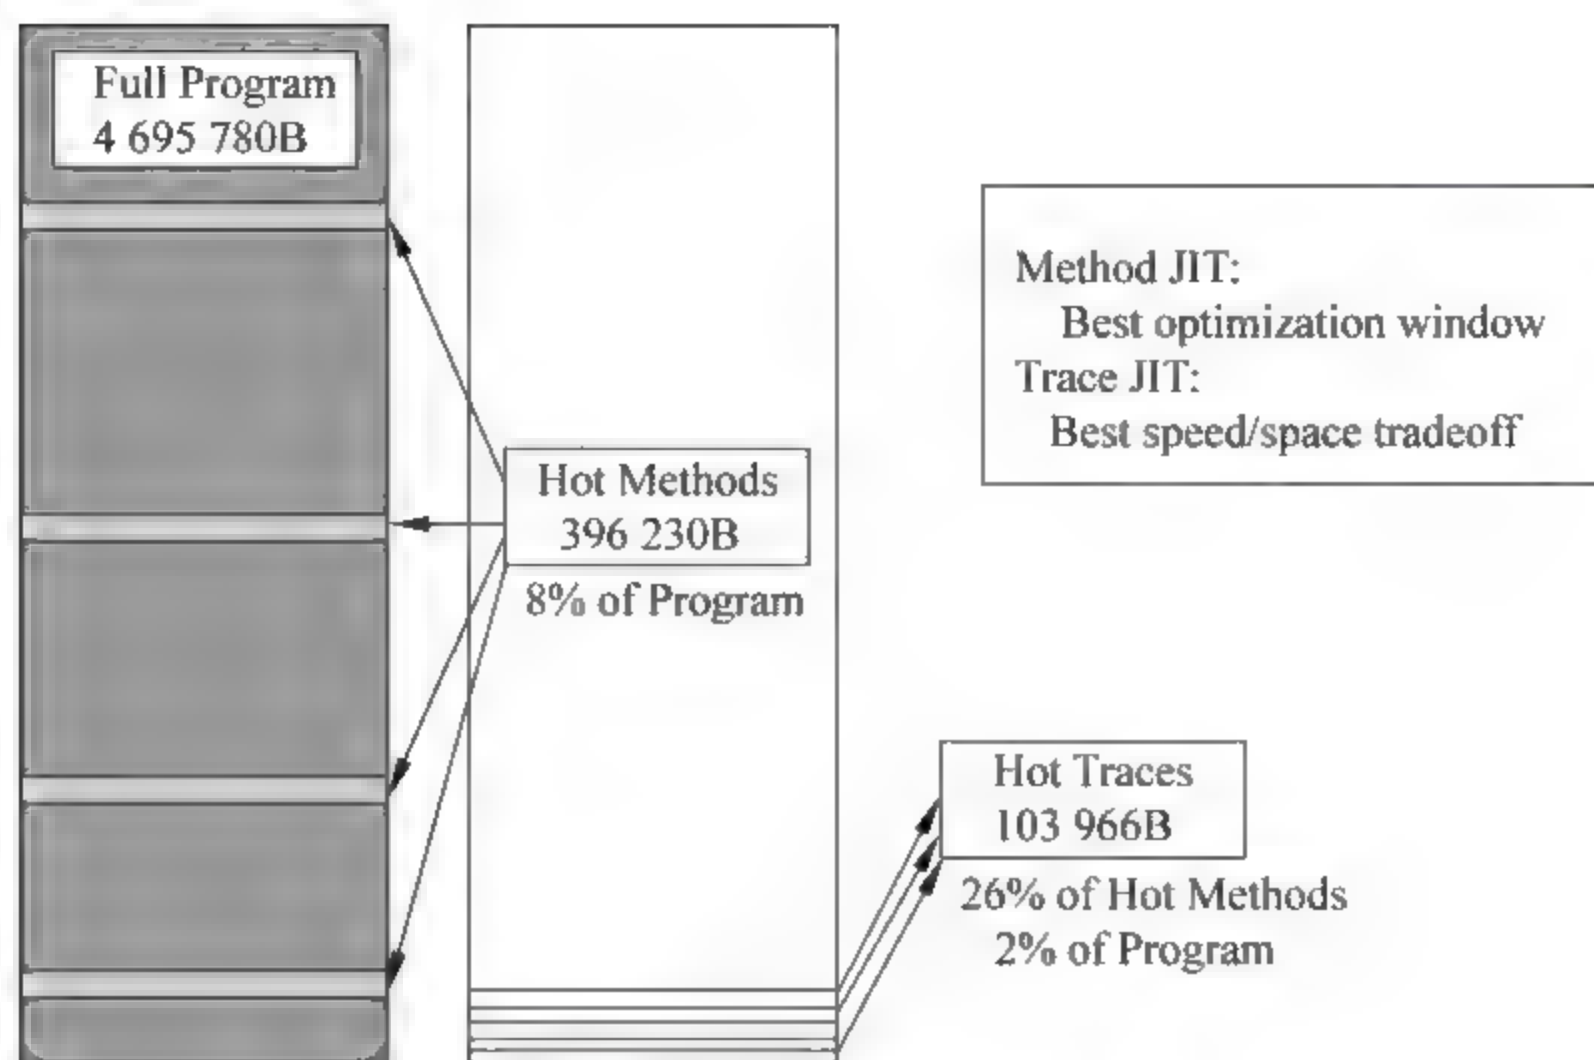 Full Program
4 695 780B
Method JIT:
Best optimization window
Trace JIT:
Best speed/space tradeoff
Hot Methods
396 230B
8% of Program
Hot Traces
103 966B
26% of Hot Methods
2% of Program